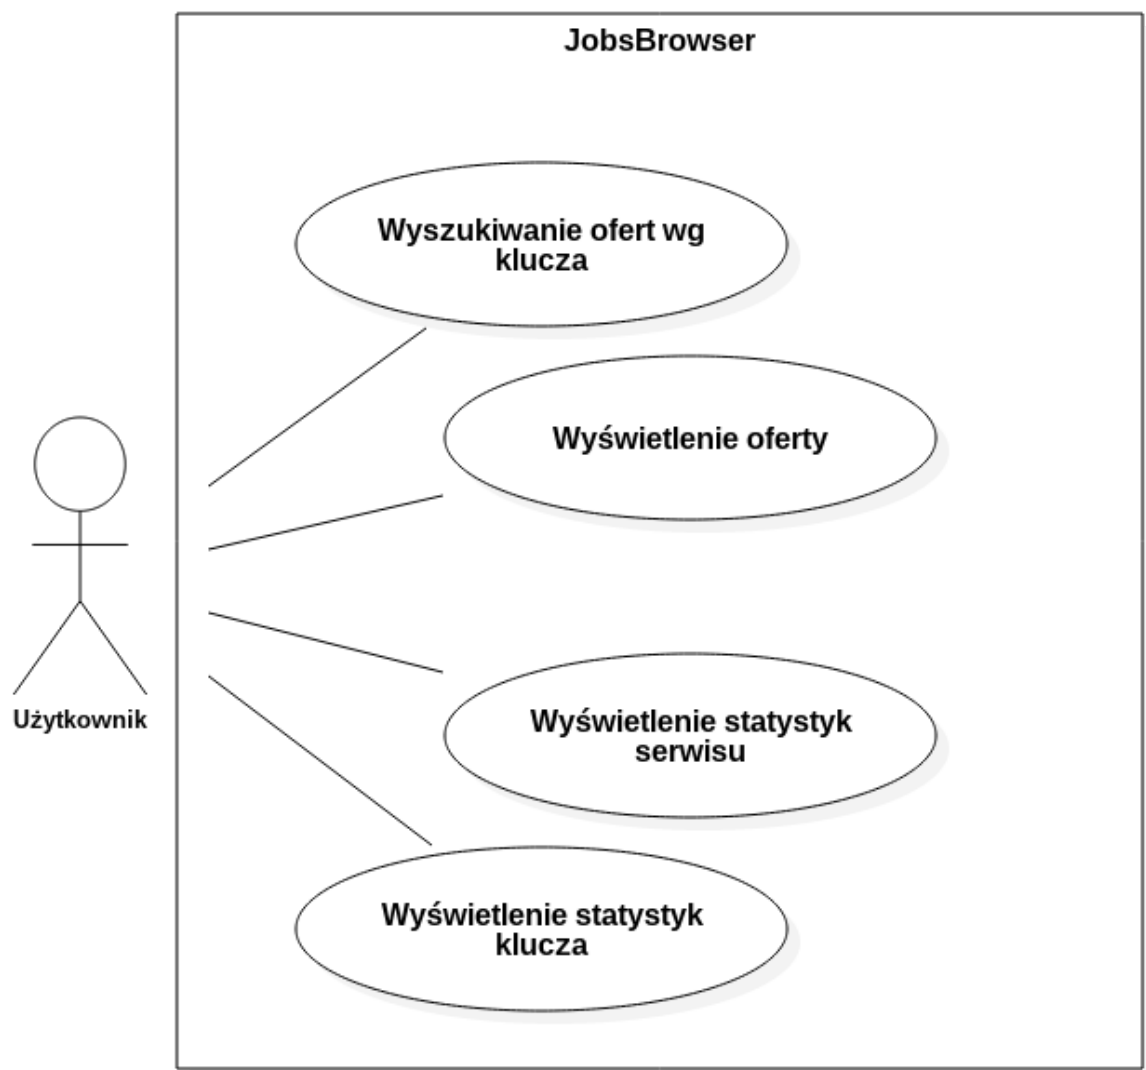 JobsBrowser
Wyszukiwanie ofert wg
klucza
Wyświetlenie oferty
Użytkownik
Wyświetlenie statystyk
serwisu
Wyświetlenie statystyk
klucza